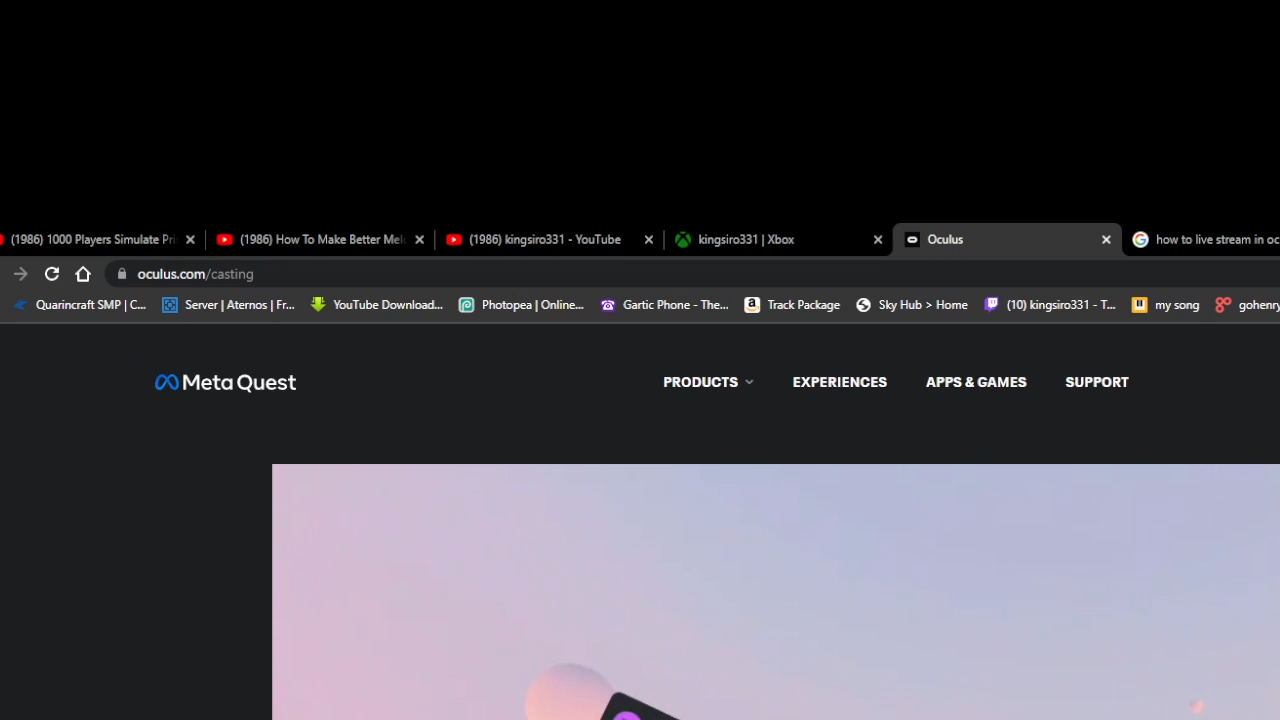 (1986) 1000 Players Simulate Pri
(1986) How To Make Better Mel
(1986) kingsiro331 - YouTube
kingsiro331 | Xbox
Oculus
how to live stream in oc
oculus.com/casting
Quarincraft SMP | C...
Server | Aternos | Fr...
YouTube Download...
Photopea | Online...
Gartic Phone - The...
Track Package
Sky Hub > Home
(10) kingsiro331 - T...
my song
gohenry
Meta Quest
PRODUCTS
EXPERIENCES
APPS & GAMES
SUPPORT